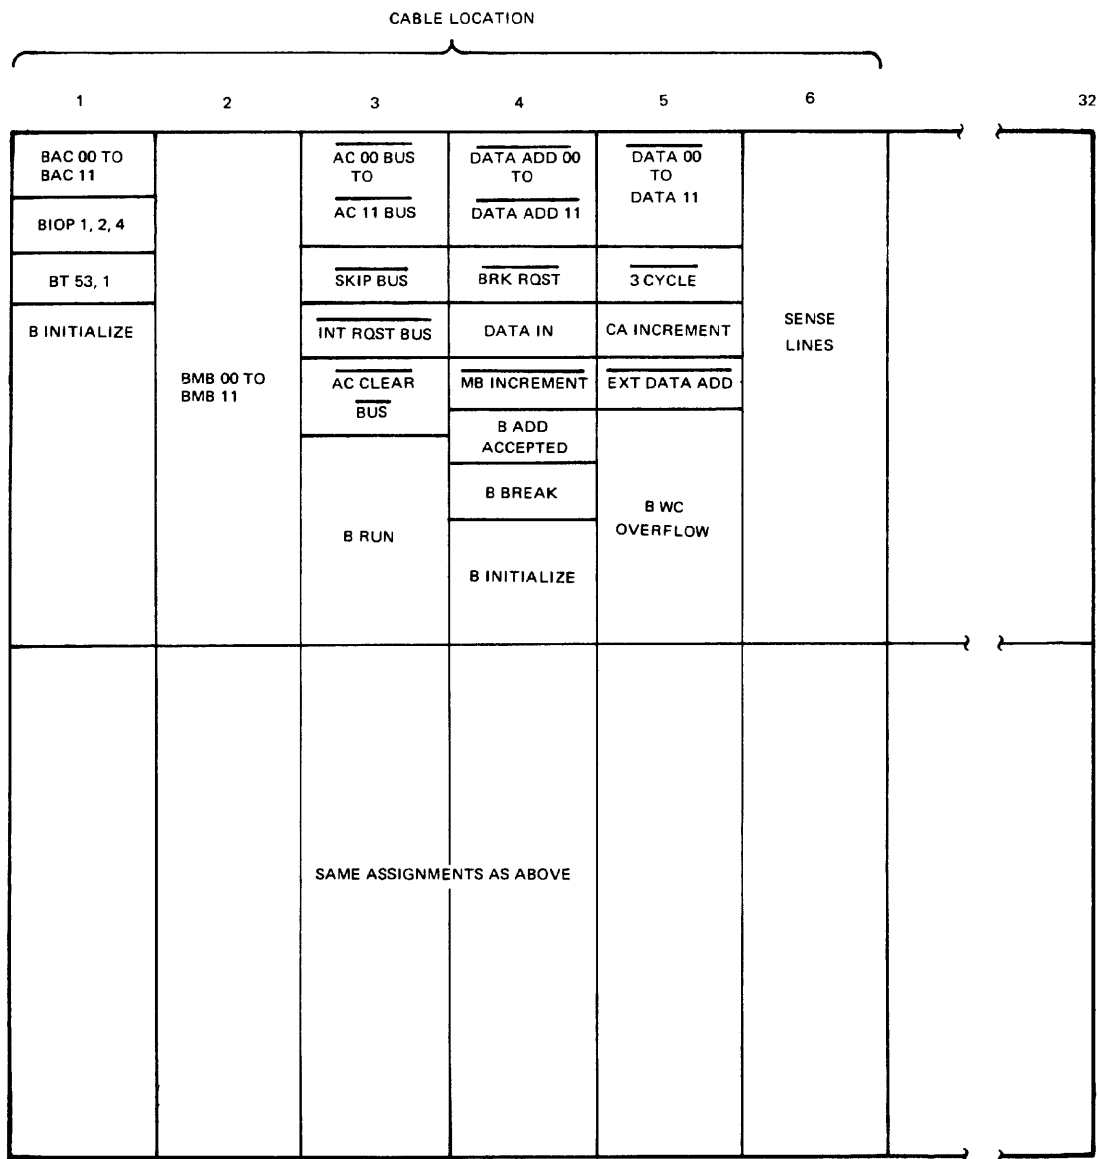 CABLE LOCATION
1 2 3 4 5 6 32
BAC 00 TO
BAC 11
BIOP 1, 2, 4
BT 53, 1
B INITIALIZE
BMB 00 TO
BMB 11
AC 00 BUS
TO
AC 11 BUS
SKIP BUS
INT RQST BUS
AC CLEAR
BUS
B RUN
DATA ADD 00
TO
DATA ADD 11
BRK RQST
DATA IN
MB INCREMENT
B ADD
ACCEPTED
B BREAK
B INITIALIZE
DATA 00
TO
DATA 11
3 CYCLE
CA INCREMENT
EXT DATA ADD
B WC
OVERFLOW
SENSE
LINES
SAME ASSIGNMENTS AS ABOVE